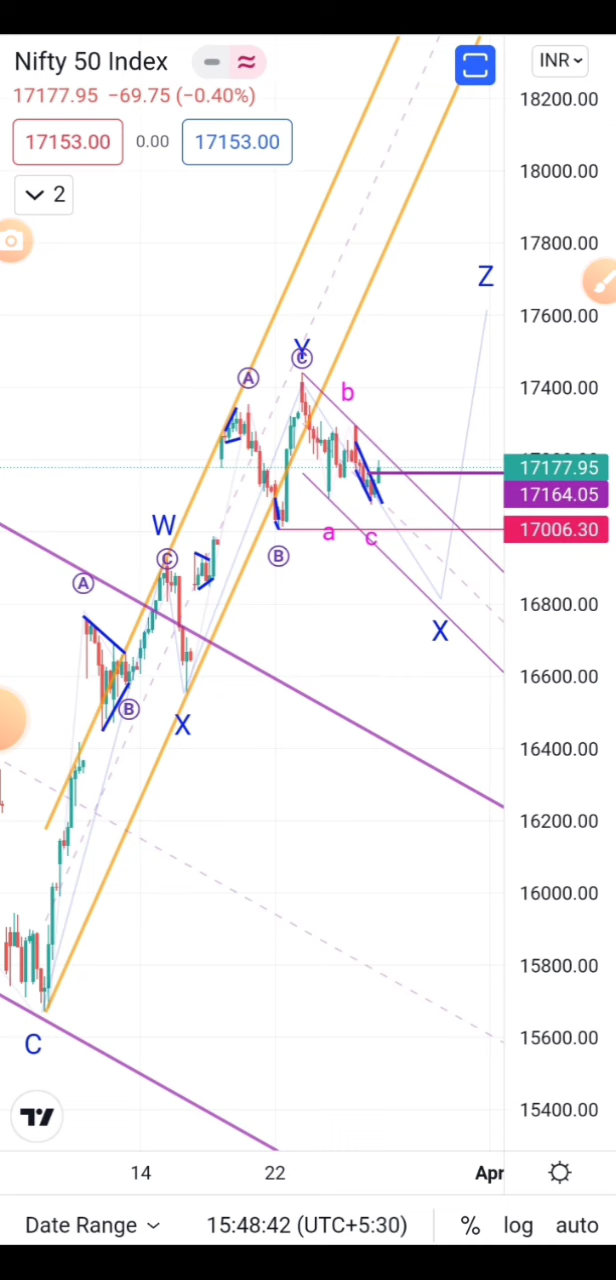 Nifty 50 Index
INR
17177.95 −69.75 (−0.40%)
17153.00 0.00 17153.00
2
18200.00
18000.00
17800.00
17600.00
17400.00
17177.95
17164.05
17006.30
16800.00
16600.00
16400.00
16200.00
16000.00
15800.00
15600.00
15400.00
Z
Y
C
A
b
W
C
A
B
a
c
B
X
X
C
14 22 Apr
Date Range 15:48:42 (UTC+5:30) % log auto